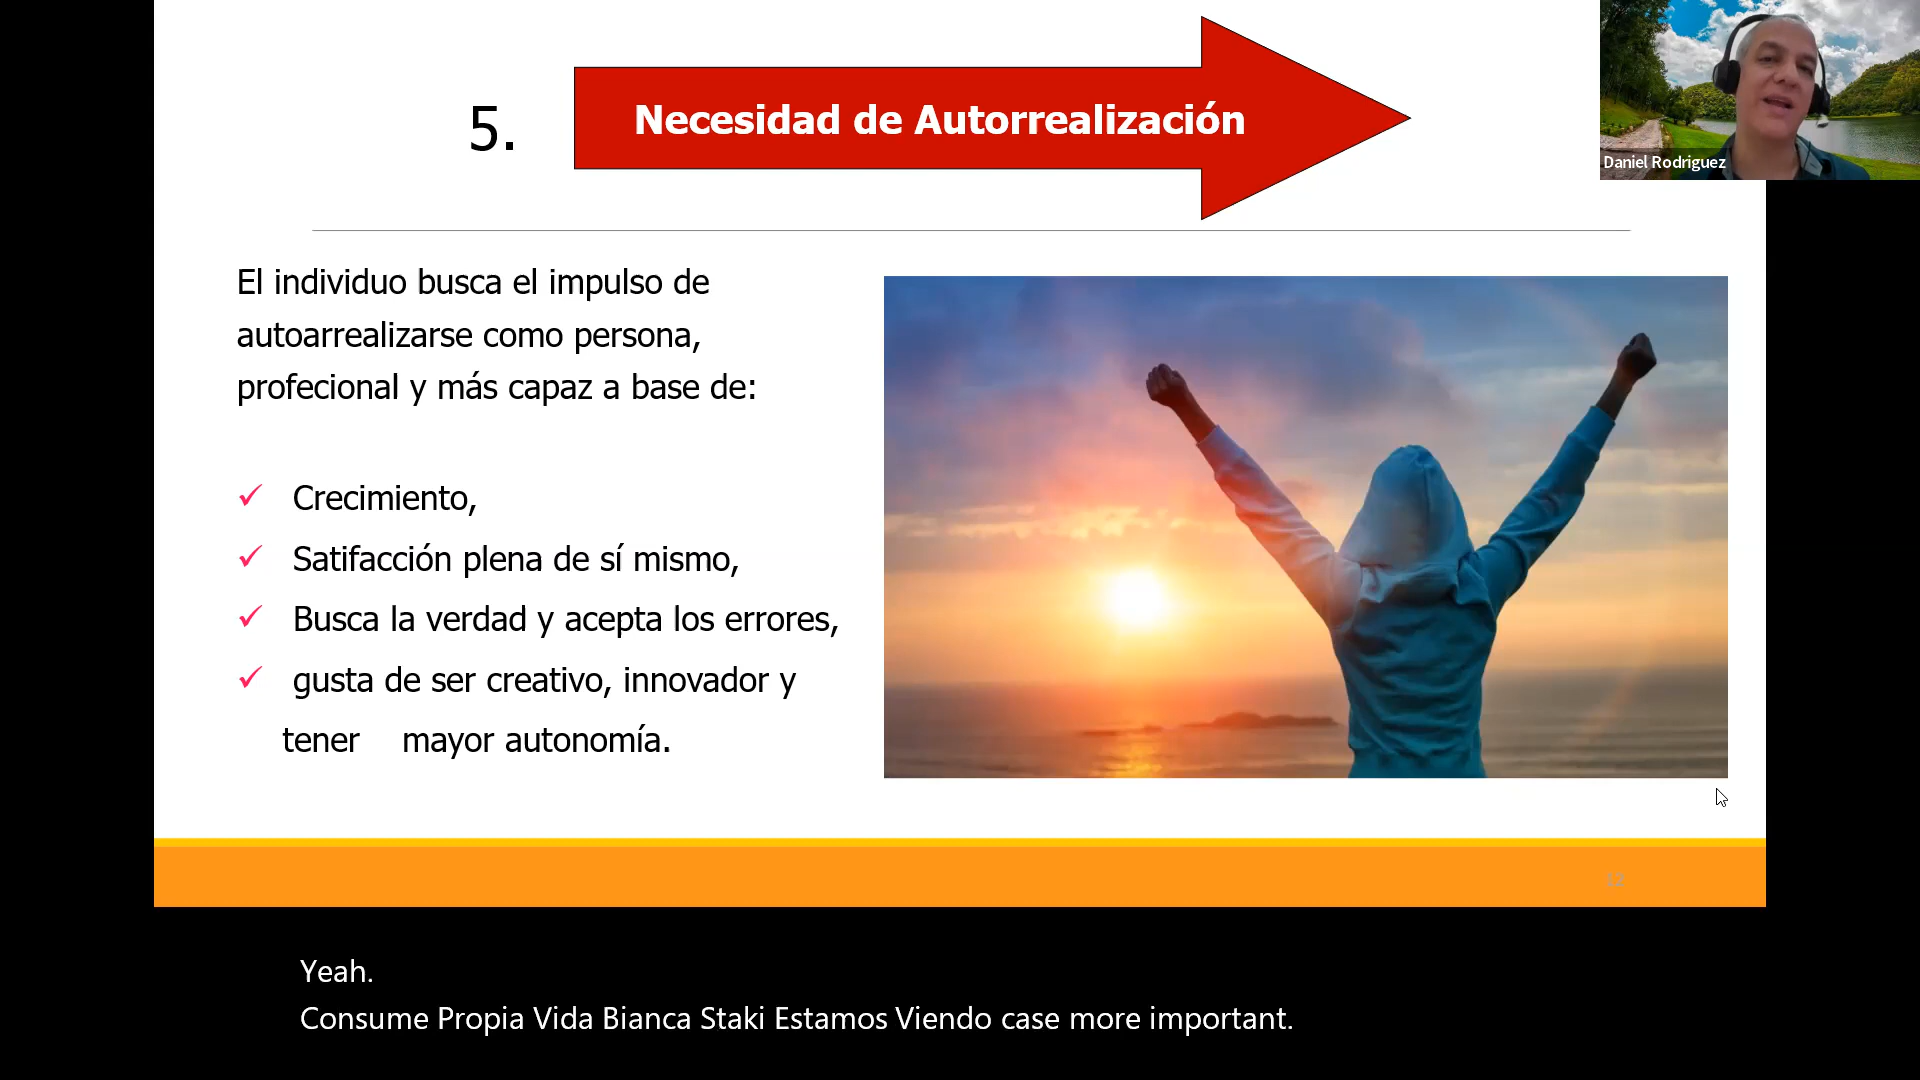 5.
Necesidad de Autorrealización
Daniel Rodriguez
El individuo busca el impulso de
autoarrealizarse como persona,
profecional y más capaz a base de:
✓ Crecimiento,
✓ Satifacción plena de sí mismo,
✓ Busca la verdad y acepta los errores,
✓ gusta de ser creativo, innovador y
tener mayor autonomía.
12
Yeah.
Consume Propia Vida Bianca Staki Estamos Viendo case more important.